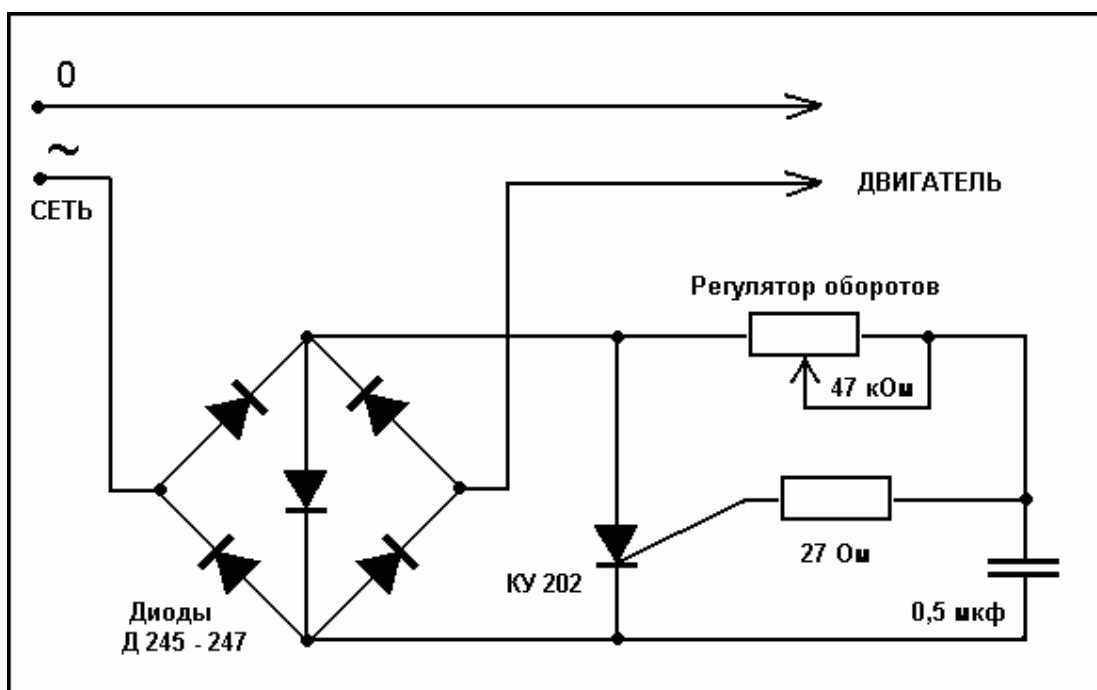 0
~
СЕТЬ
ДВИГАТЕЛЬ
Регулятор оборотов
47 кОм
27 Ом
КУ 202
0,5 мкф
Диоды
Д 245 - 247